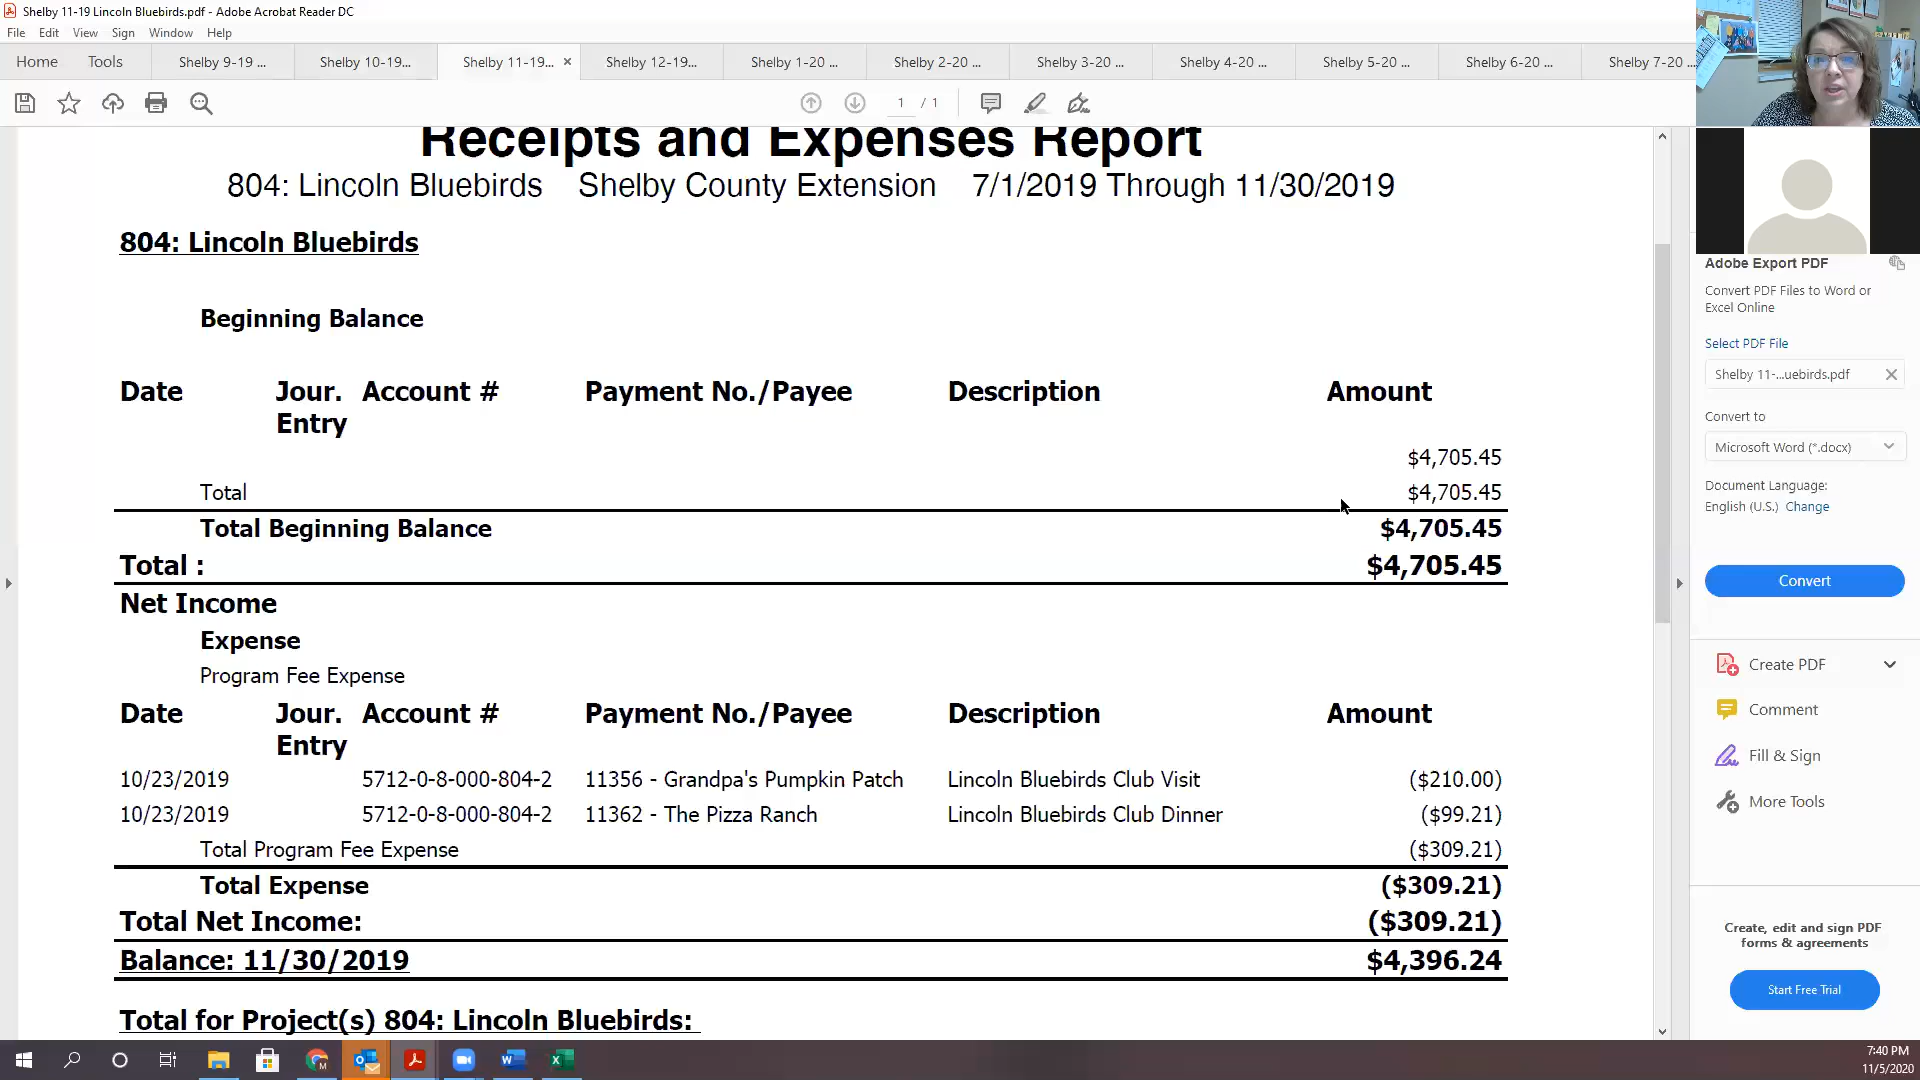 Shelby 11-19 Lincoln Bluebirds.pdf - Adobe Acrobat Reader DC
File Edit View Sign Window Help
Home Tools Shelby 9-19 ... Shelby 10-19... Shelby 11-19... × Shelby 12-19... Shelby 1-20 ... Shelby 2-20 ... Shelby 3-20 ... Shelby 4-20 ... Shelby 5-20 ... Shelby 6-20 ... Shelby 7-20 ...
1 / 1
Receipts and Expenses Report
804: Lincoln Bluebirds Shelby County Extension 7/1/2019 Through 11/30/2019
804: Lincoln Bluebirds
Beginning Balance
Date Jour. Entry Account # Payment No./Payee Description Amount
$4,705.45
Total $4,705.45
Total Beginning Balance $4,705.45
Total : $4,705.45
Net Income
Expense
Program Fee Expense
Date Jour. Entry Account # Payment No./Payee Description Amount
10/23/2019 5712-0-8-000-804-2 11356 - Grandpa's Pumpkin Patch Lincoln Bluebirds Club Visit ($210.00)
10/23/2019 5712-0-8-000-804-2 11362 - The Pizza Ranch Lincoln Bluebirds Club Dinner ($99.21)
Total Program Fee Expense ($309.21)
Total Expense ($309.21)
Total Net Income: ($309.21)
Balance: 11/30/2019 $4,396.24
Total for Project(s) 804: Lincoln Bluebirds:
Adobe Export PDF
Convert PDF Files to Word or
Excel Online
Select PDF File
Shelby 11-...uebirds.pdf
Convert to
Microsoft Word (*.docx)
Document Language:
English (U.S.) Change
Convert
Create PDF
Comment
Fill & Sign
More Tools
Create, edit and sign PDF
forms & agreements
Start Free Trial
7:40 PM
11/5/2020